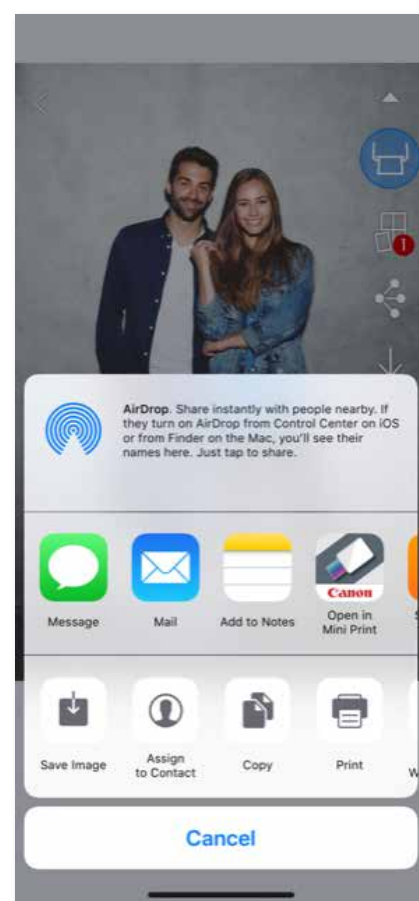 1
AirDrop. Share instantly with people nearby. If
they turn on AirDrop from Control Center on iOS
or from Finder on the Mac, you'll see their
names here. Just tap to share.
Canon
Message
Mail
Add to Notes
Open in
Mini Print
Save Image
Assign
to Contact
Copy
Print
W
Cancel